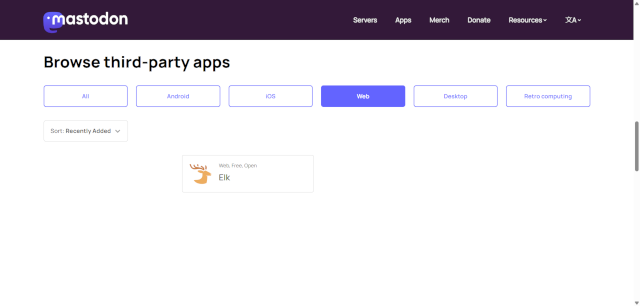 mastodon
Servers Apps Merch Donate Resources 文A
Browse third-party apps
All Android iOS Web Desktop Retro computing
Sort: Recently Added
Web, Free, Open
Elk